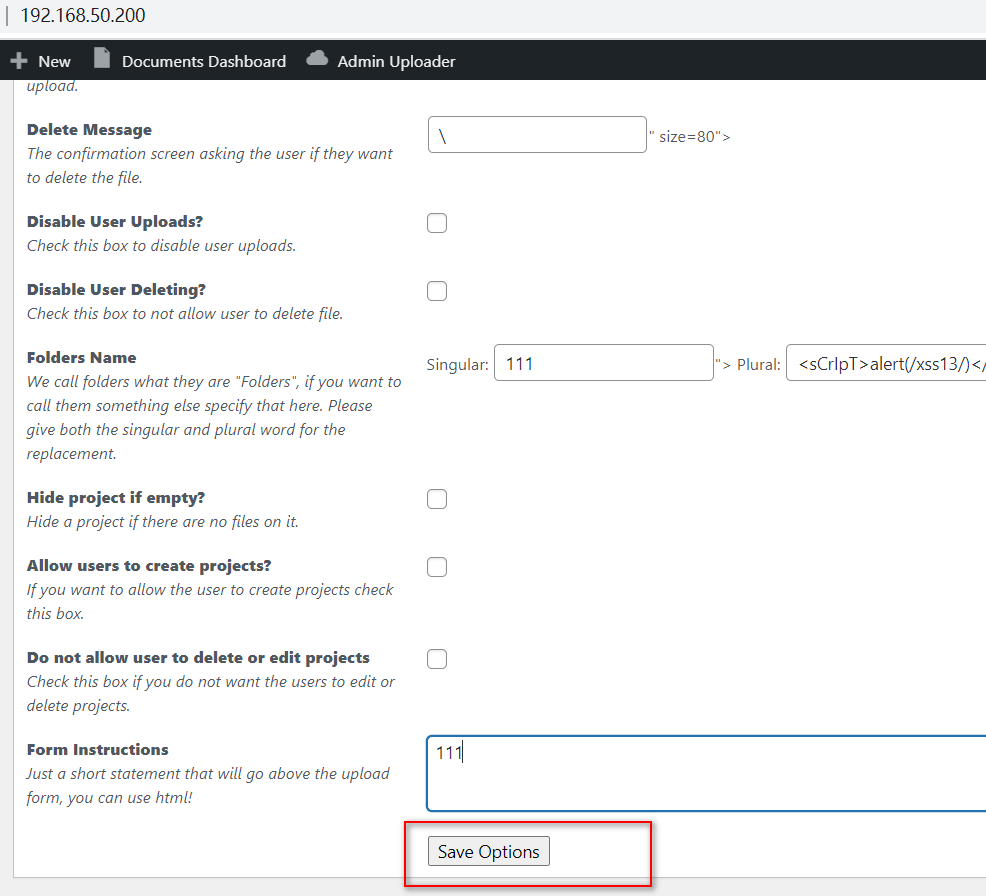 192.168.50.200
New Documents Dashboard Admin Uploader
upload.
Delete Message
\ " size=80">
The confirmation screen asking the user if they want
to delete the file.
Disable User Uploads?
Check this box to disable user uploads.
Disable User Deleting?
Check this box to not allow user to delete file.
Folders Name
Singular: 111 "> Plural: <sCrIpT>alert(/xss13/)</
We call folders what they are "Folders", if you want to
call them something else specify that here. Please
give both the singular and plural word for the
replacement.
Hide project if empty?
Hide a project if there are no files on it.
Allow users to create projects?
If you want to allow the user to create projects check
this box.
Do not allow user to delete or edit projects
Check this box if you do not want the users to edit or
delete projects.
Form Instructions
111
Just a short statement that will go above the upload
form, you can use html!
Save Options